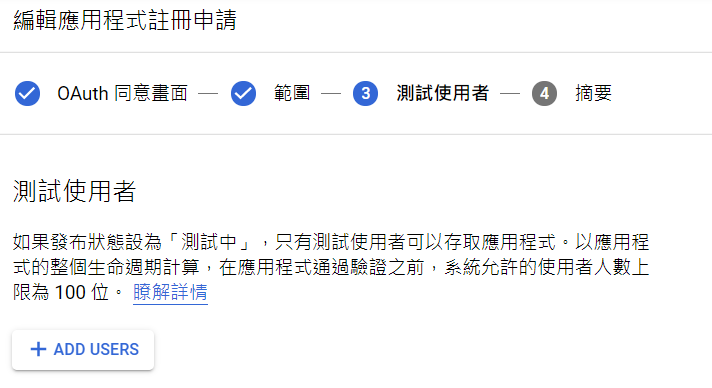 編輯應用程式註冊申請
OAuth 同意畫面 — 範圍 — 3 測試使用者 — 4 摘要
測試使用者
如果發布狀態設為「測試中」，只有測試使用者可以存取應用程式。以應用程
式的整個生命週期計算，在應用程式通過驗證之前，系統允許的使用者人數上
限為 100 位。 瞭解詳情
+ ADD USERS